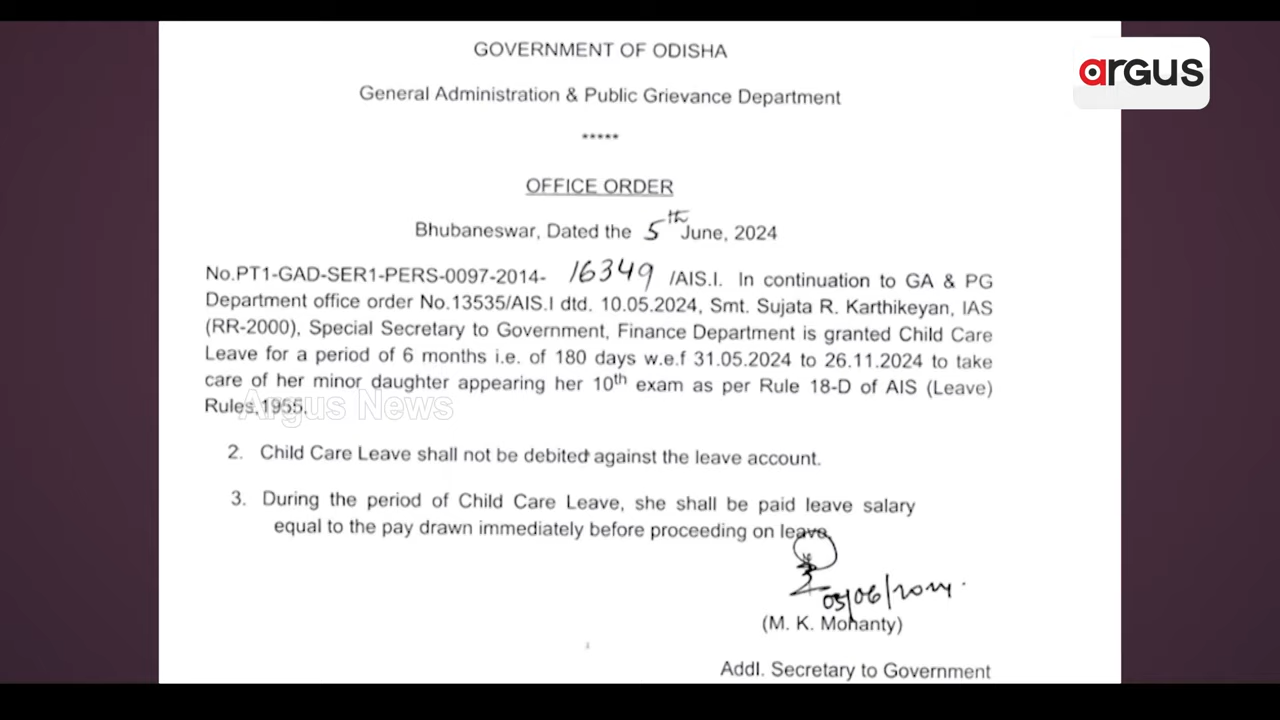 argus
GOVERNMENT OF ODISHA
General Administration & Public Grievance Department
*****
OFFICE ORDER
Bhubaneswar, Dated the 5th June, 2024
No.PT1-GAD-SER1-PERS-0097-2014- 16349 /AIS.I. In continuation to GA & PG
Department office order No.13535/AIS.I dtd. 10.05.2024, Smt. Sujata R. Karthikeyan, IAS
(RR-2000), Special Secretary to Government, Finance Department is granted Child Care
Leave for a period of 6 months i.e. of 180 days w.e.f 31.05.2024 to 26.11.2024 to take
care of her minor daughter appearing her 10th exam as per Rule 18-D of AIS (Leave)
Rules,1955.
Argus News
2. Child Care Leave shall not be debited against the leave account.
3. During the period of Child Care Leave, she shall be paid leave salary
equal to the pay drawn immediately before proceeding on leave.
05/06/2024.
(M. K. Mohanty)
Addl. Secretary to Government